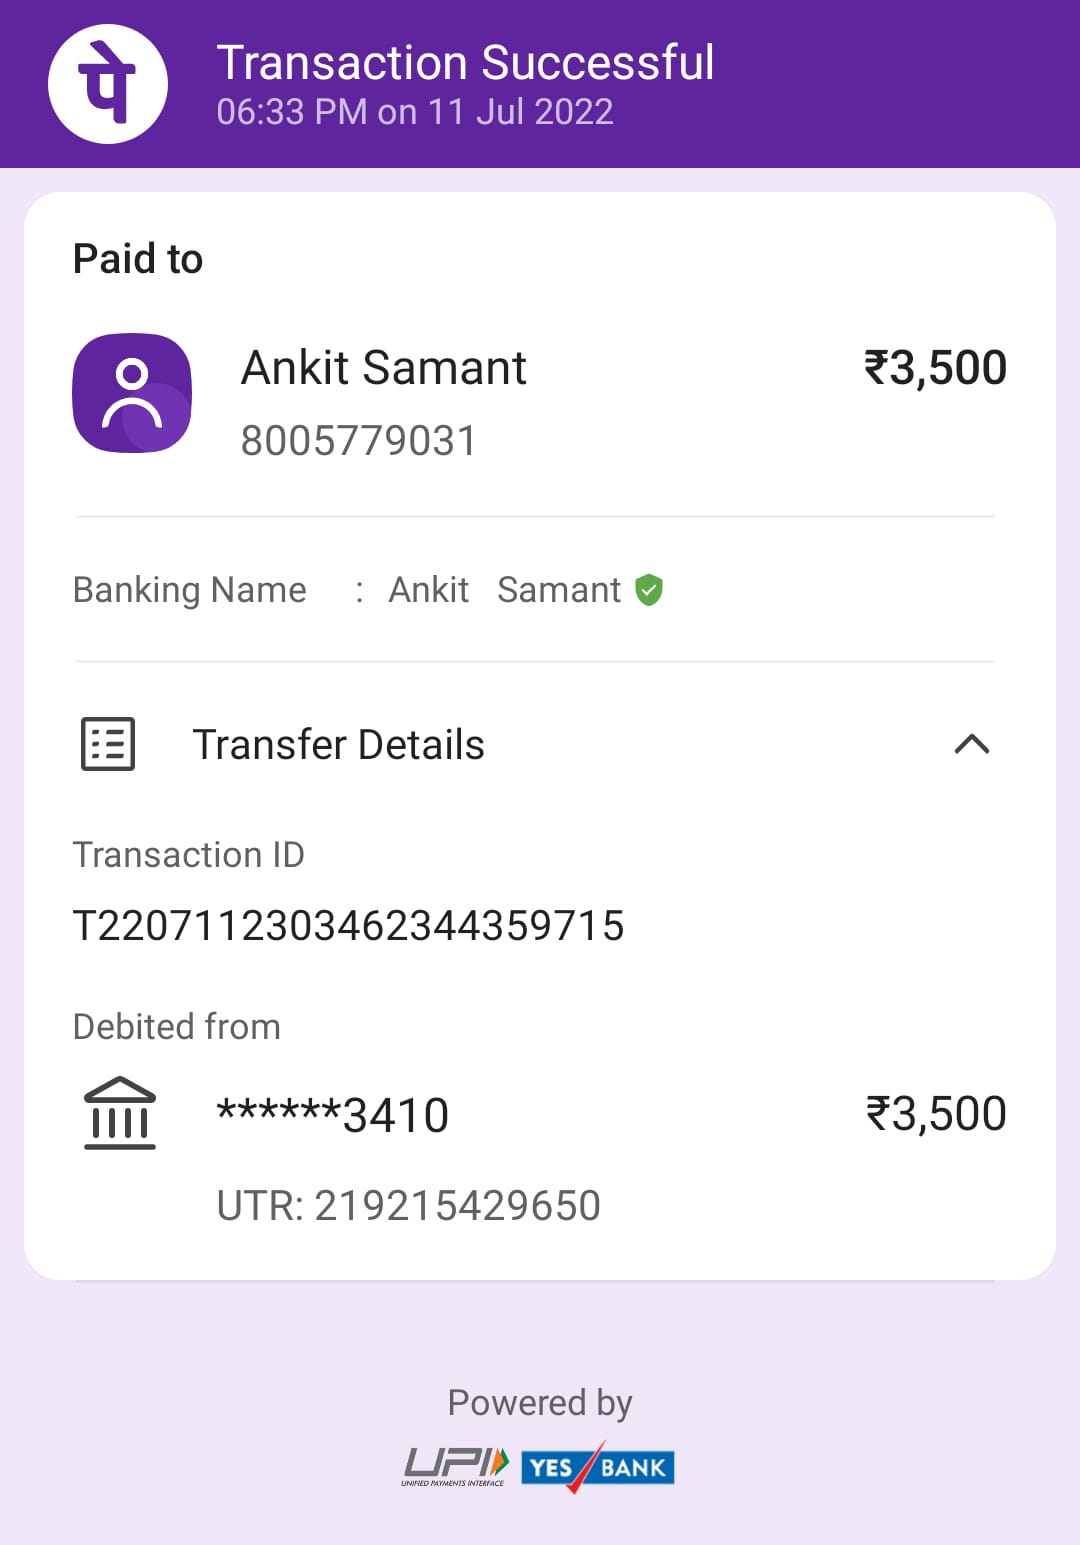 पे
Transaction Successful
06:33 PM on 11 Jul 2022
Paid to
Ankit Samant ₹3,500
8005779031
Banking Name : Ankit Samant
Transfer Details
Transaction ID
T2207112303462344359715
Debited from
******3410 ₹3,500
UTR: 219215429650
Powered by
UPI YES BANK
UNIFIED PAYMENTS INTERFACE